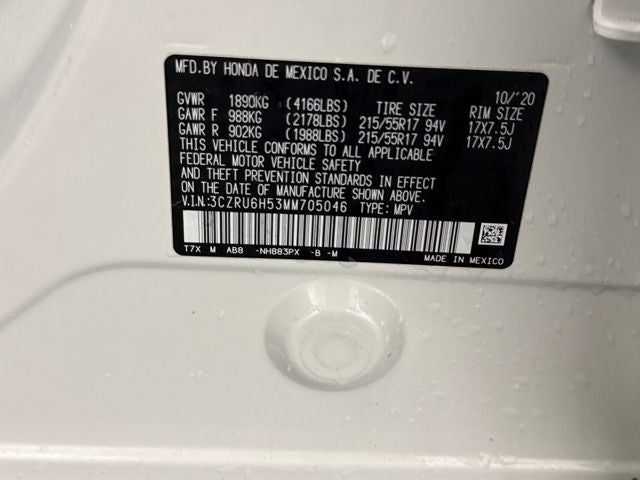 MFD.BY HONDA DE MEXICO S.A. DE C.V.
10/'20
GVWR 1890KG (4166LBS) TIRE SIZE RIM SIZE
GAWR F 988KG (2178LBS) 215/55R17 94V 17X7.5J
GAWR R 902KG (1988LBS) 215/55R17 94V 17X7.5J
THIS VEHICLE CONFORMS TO ALL APPLICABLE
FEDERAL MOTOR VEHICLE SAFETY
AND THEFT PREVENTION STANDARDS IN EFFECT
ON THE DATE OF MANUFACTURE SHOWN ABOVE.
V.I.N:3CZRU6H53MM705046 TYPE: MPV
T7X M AB8 -NH883PX -B -M
MADE IN MEXICO